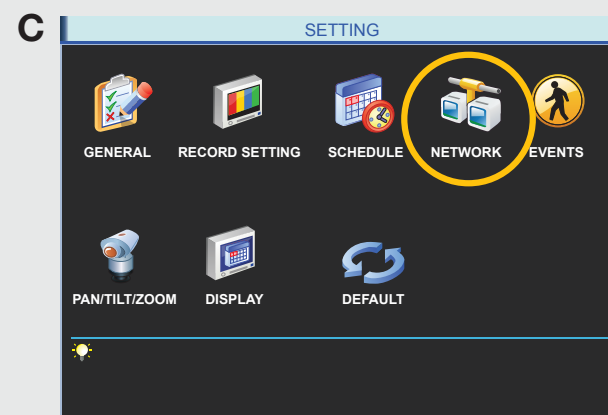 C
SETTING
GENERAL RECORD SETTING SCHEDULE NETWORK EVENTS
PAN/TILT/ZOOM DISPLAY DEFAULT